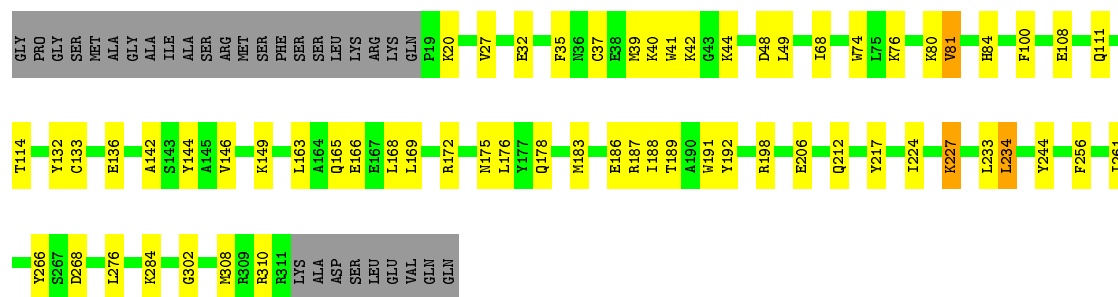 GLY PRO GLY SER MET ALA GLY ALA ILE ALA SER ARG MET SER PHE SER SER LEU LYS ARG LYS GLN P19 K20 V27 E32 F35 N36 C37 E38 M39 K40 W41 K42 G43 K44 D48 L49 I68 W74 L75 K76 K80 V81 H84 F100 E108 Q111
T114 Y132 C133 E136 A142 S143 Y144 A145 V146 K149 L163 A164 Q165 E166 E167 L168 L169 R172 N175 L176 Y177 Q178 M183 E186 R187 I188 T189 A190 W191 Y192 R198 E206 Q212 Y217 I224 K227 L233 L234 Y244 F256
Y266 S267 D268 L276 K284 G302 M308 R309 R310 R311 LYS ALA ASP SER LEU GLU VAL GLN GLN